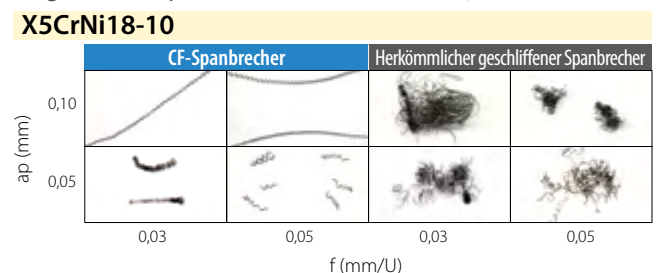 X5CrNi18-10
CF-Spanbrecher Herkömmlicher geschliffener Spanbrecher
0,10
ap (mm)
0,05
0,03 0,05 0,03 0,05
f (mm/U)